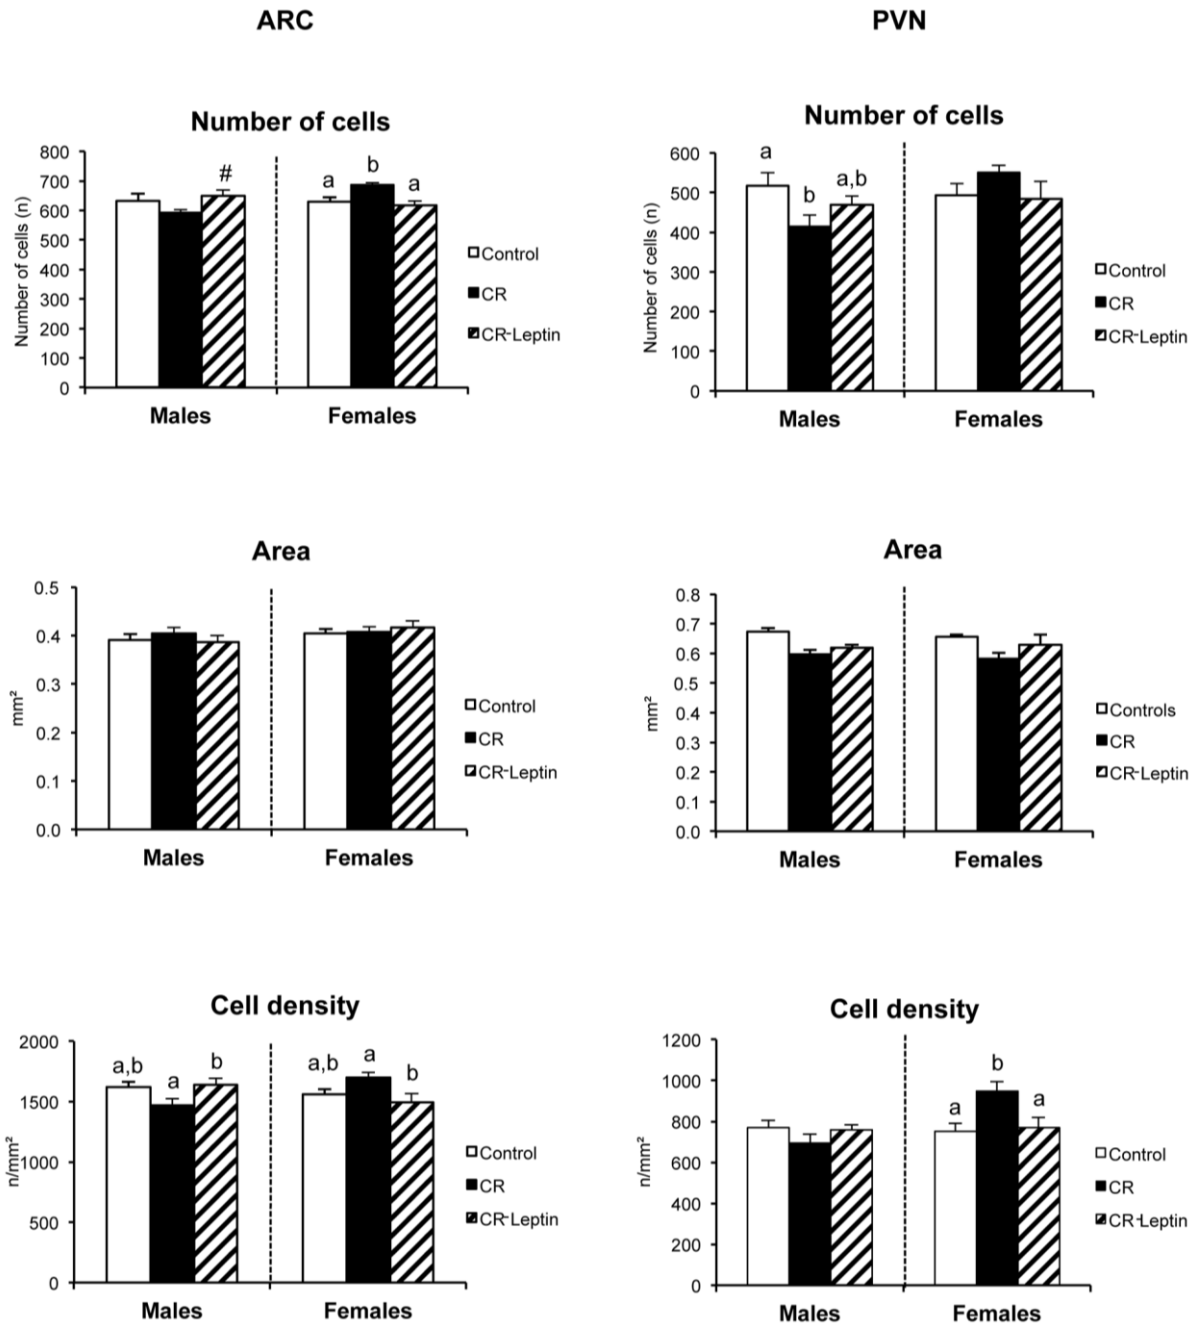 ARC
PVN
Number of cells
Number of cells (n)
800
700
600
500
400
300
200
100
0
#
a
b
a
Males
Females
Control
CR
CR-Leptin
Number of cells
Number of cells (n)
600
500
400
300
200
100
0
a
b
a,b
Males
Females
Control
CR
CR-Leptin
Area
mm²
0.5
0.4
0.3
0.2
0.1
0.0
Males
Females
Control
CR
CR-Leptin
Area
mm²
0.8
0.7
0.6
0.5
0.4
0.3
0.2
0.1
0.0
Males
Females
Controls
CR
CR-Leptin
Cell density
n/mm²
2000
1500
1000
500
0
a,b
a
b
a,b
a
b
Males
Females
Control
CR
CR-Leptin
Cell density
n/mm²
1200
1000
800
600
400
200
0
a
b
a
Males
Females
Control
CR
CR-Leptin